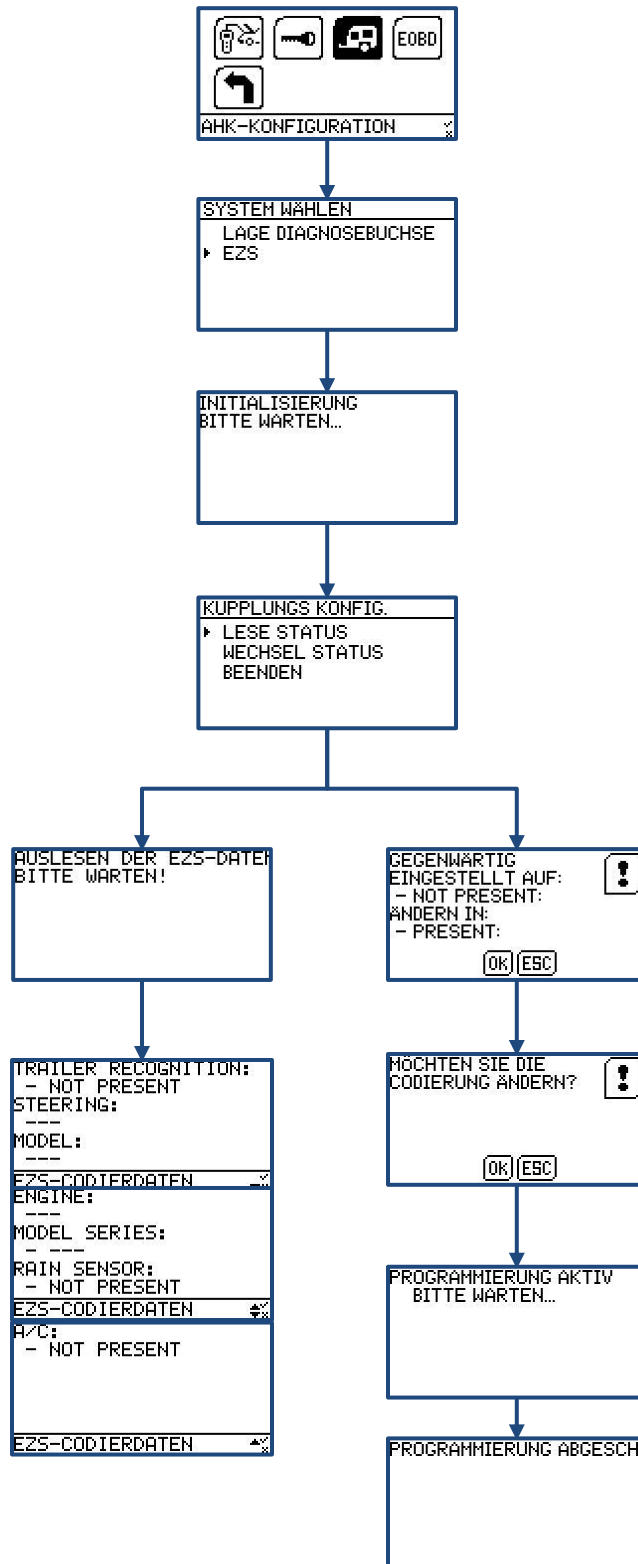 EOBD
AHK-KONFIGURATION
SYSTEM WÄHLEN
LAGE DIAGNOSEBUCHSE
EZS
INITIALISIERUNG
BITTE WARTEN...
KUPPLUNGS KONFIG.
LESE STATUS
WECHSEL STATUS
BEENDEN
AUSLESEN DER EZS-DATEN
BITTE WARTEN!
TRAILER RECOGNITION:
- NOT PRESENT
STEERING:
---
MODEL:
---
EZS-CODIERDATEN
ENGINE:
---
MODEL SERIES:
- ---
RAIN SENSOR:
- NOT PRESENT
EZS-CODIERDATEN
A/C:
- NOT PRESENT
EZS-CODIERDATEN
GEGENWÄRTIG
EINGESTELLT AUF:
- NOT PRESENT:
ÄNDERN IN:
- PRESENT:
OK ESC
MÖCHTEN SIE DIE
CODIERUNG ÄNDERN?
OK ESC
PROGRAMMIERUNG AKTIV
BITTE WARTEN...
PROGRAMMIERUNG ABGESCH